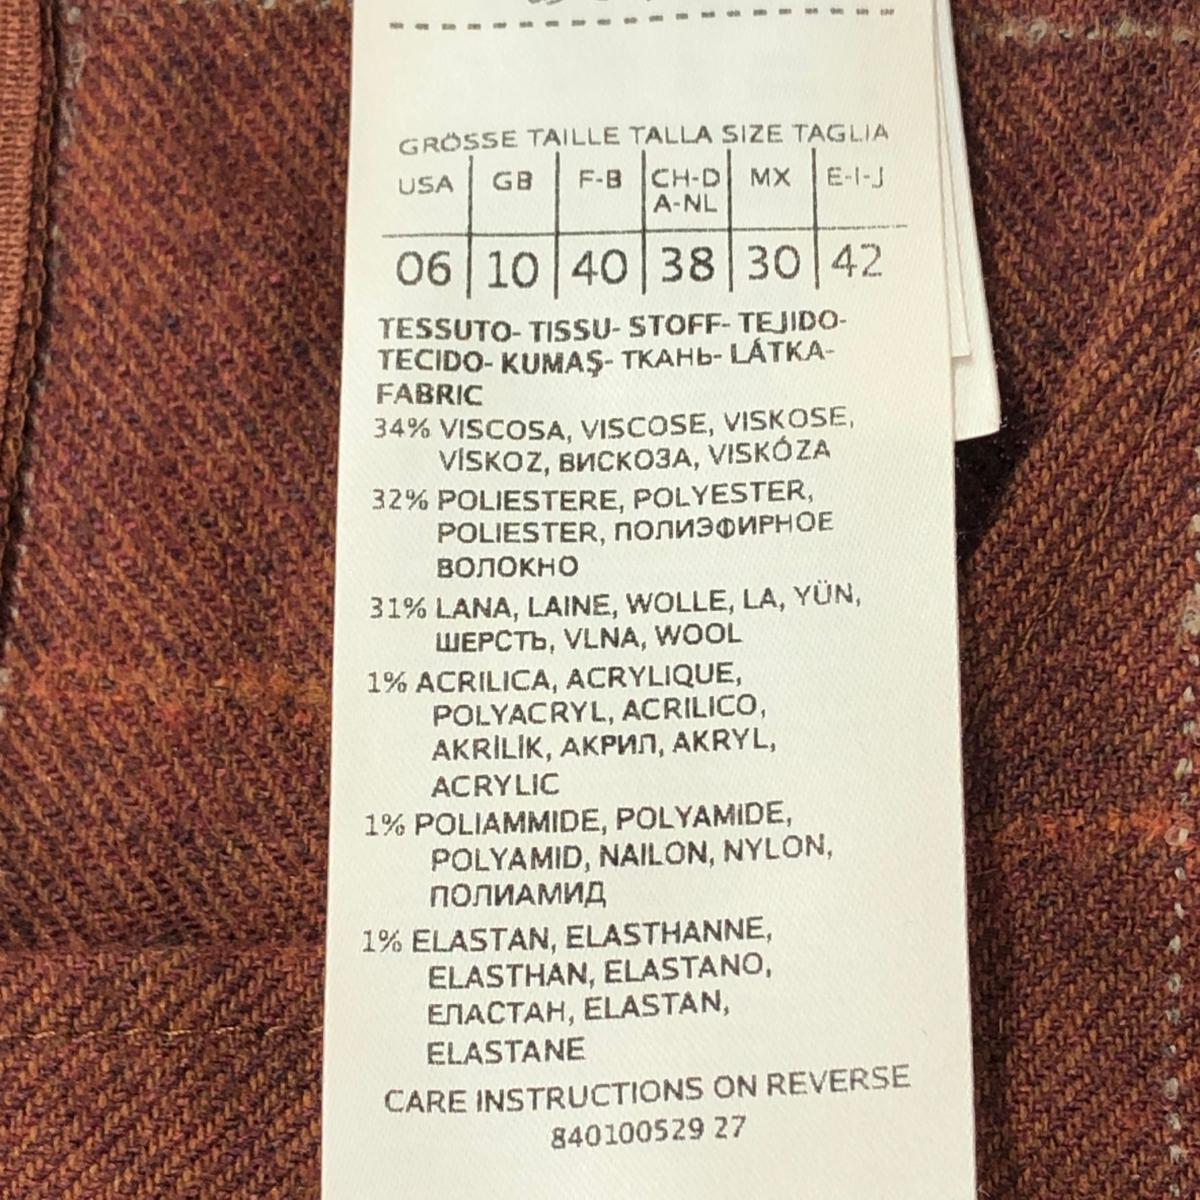 GRÖSSE TAILLE TALLA SIZE TAGLIA
USA GB F-B CH-D A-NL MX E-I-J
06 10 40 38 30 42
TESSUTO- TISSU- STOFF- TEJIDO-
TECIDO- KUMAŞ- ТКАНЬ- LÁTKA-
FABRIC
34% VISCOSA, VISCOSE, VISKOSE,
VİSKOZ, ВИСКОЗА, VISKÓZA
32% POLIESTERE, POLYESTER,
POLIESTER, ПОЛИЭФИРНОЕ
ВОЛОКНО
31% LANA, LAINE, WOLLE, LA, YÜN,
ШЕРСТЬ, VLNA, WOOL
1% ACRILICA, ACRYLIQUE,
POLYACRYL, ACRILICO,
AKRİLİK, АКРИЛ, AKRYL,
ACRYLIC
1% POLIAMMIDE, POLYAMIDE,
POLYAMID, NAILON, NYLON,
ПОЛИАМИД
1% ELASTAN, ELASTHANNE,
ELASTHAN, ELASTANO,
ЕЛАСТАН, ELASTAN,
ELASTANE
CARE INSTRUCTIONS ON REVERSE
840100529 27